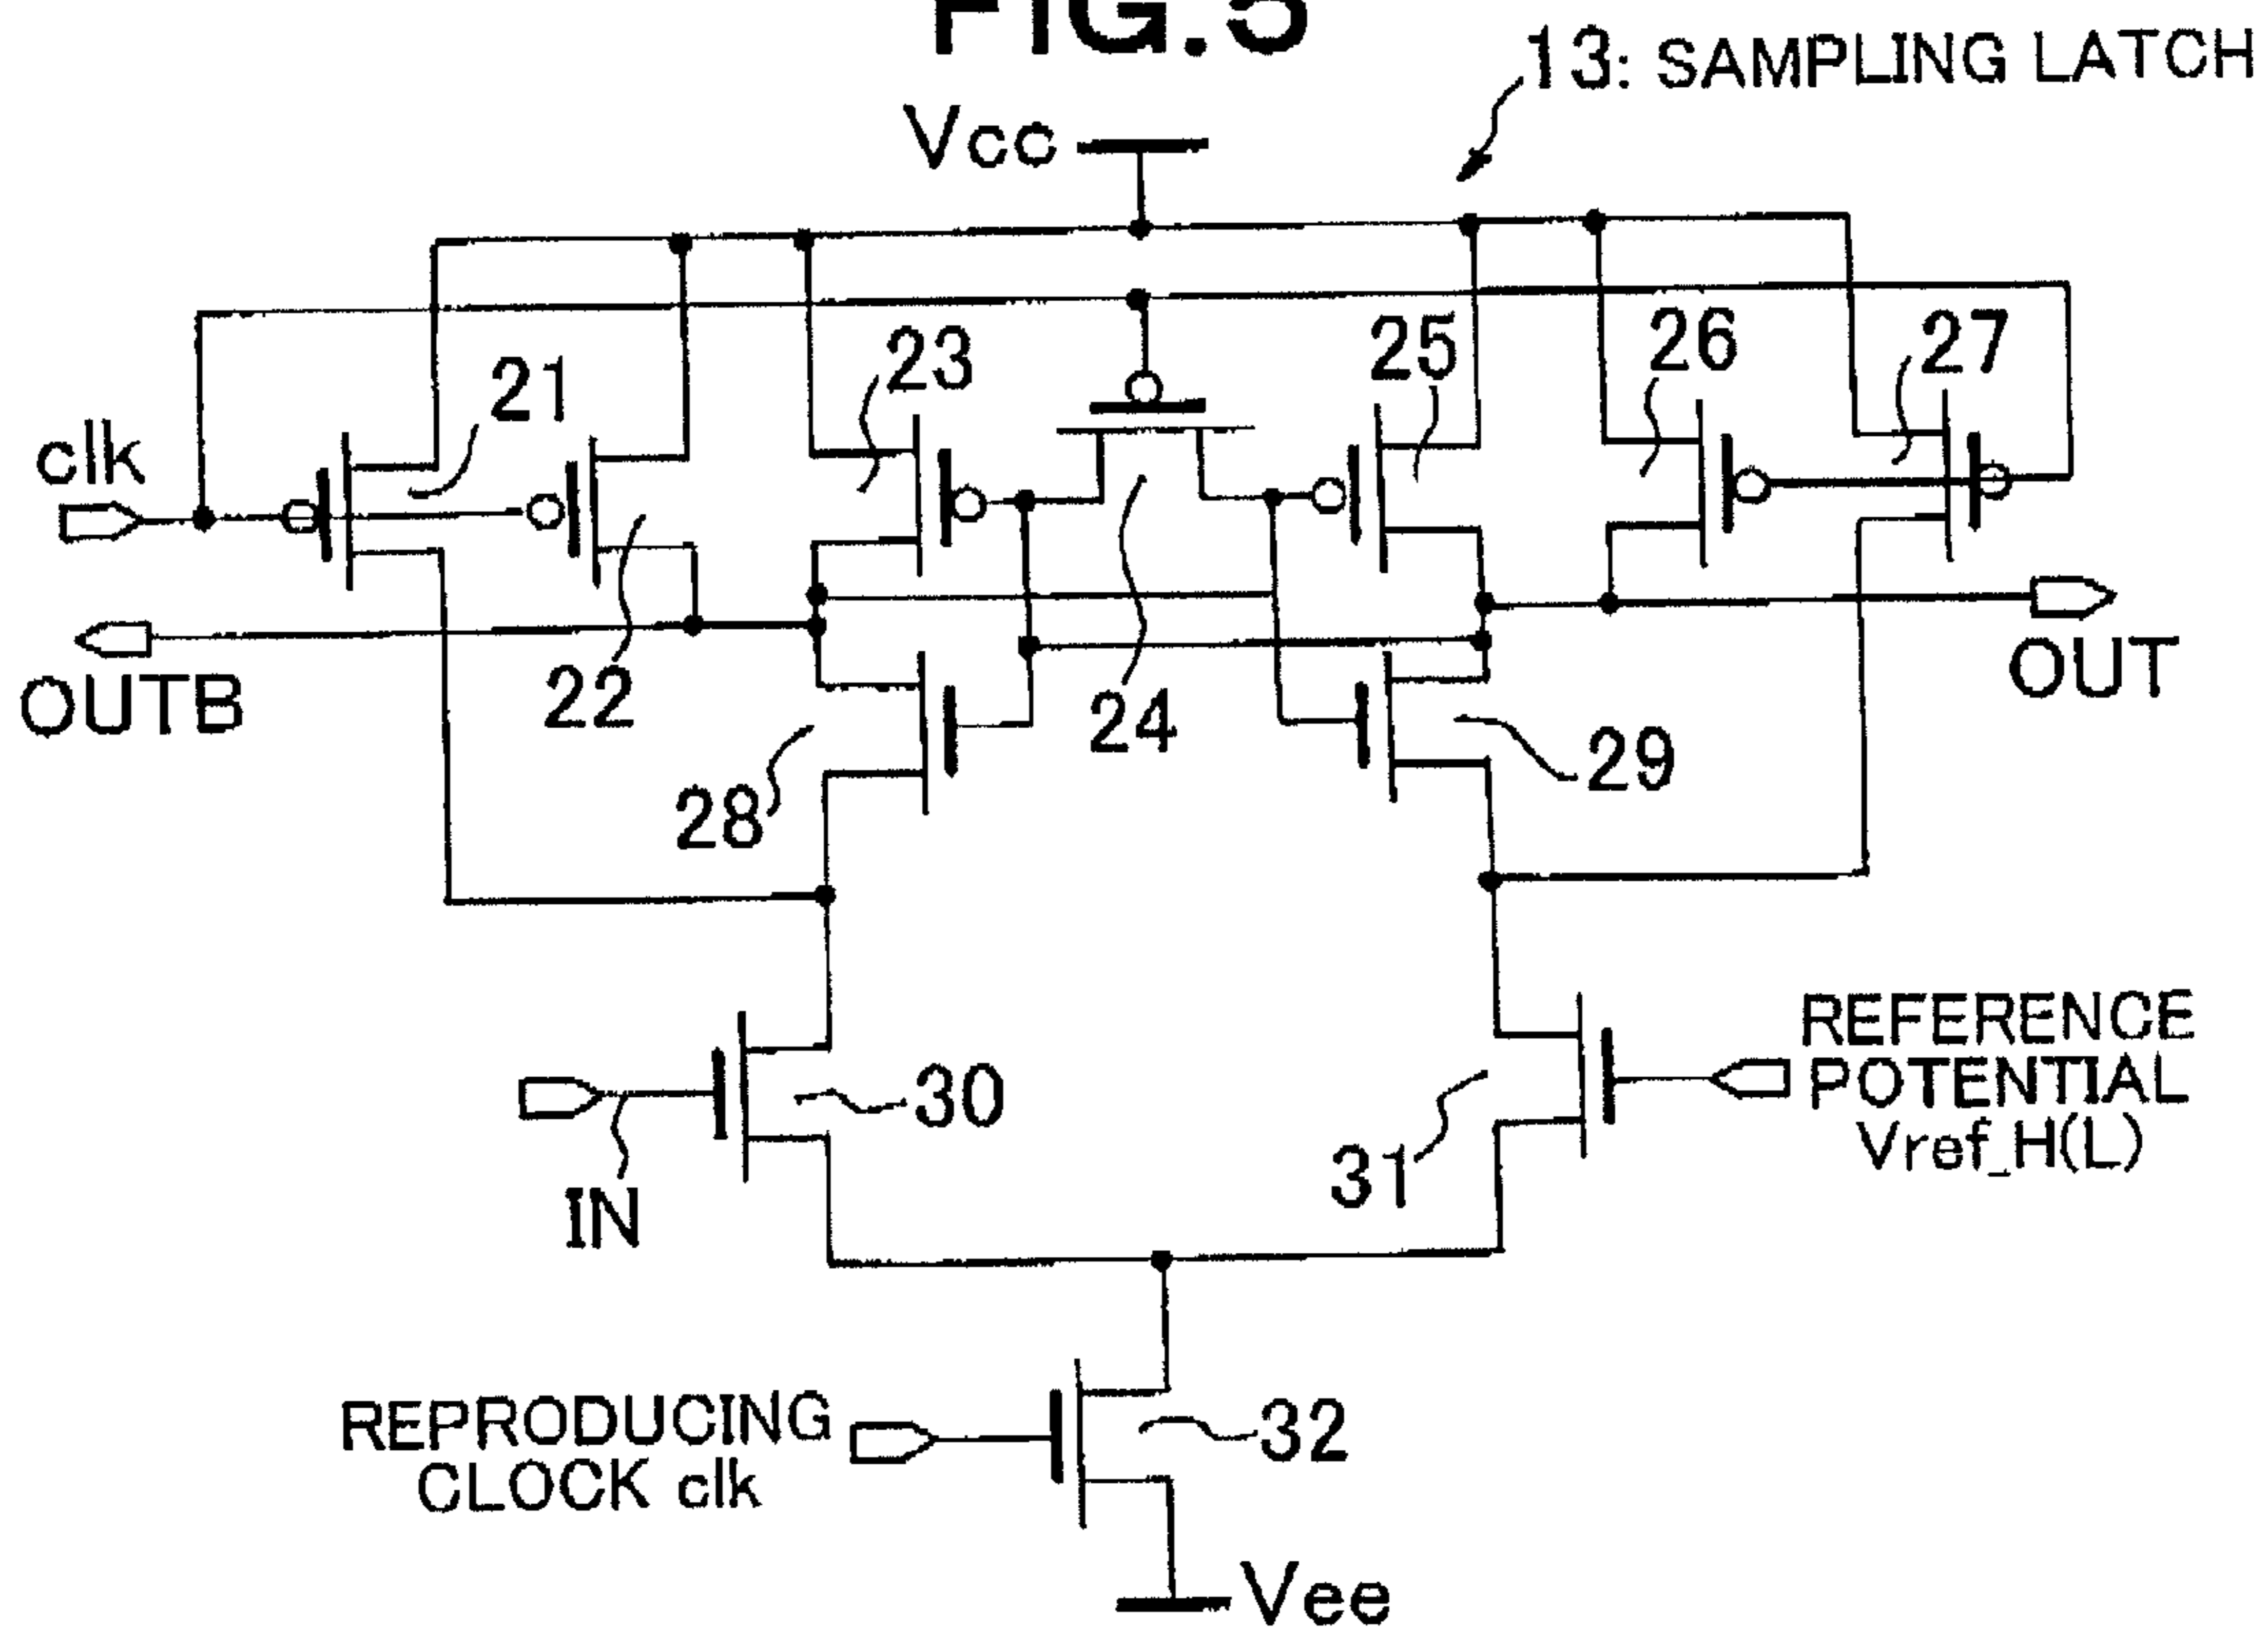 FIG.5
13: SAMPLING LATCH
Vcc
clk
21
23
25
26
27
OUTB
22
24
OUT
28
29
30
IN
31
REFERENCE
POTENTIAL
Vref_H(L)
REPRODUCING
CLOCK clk
32
Vee